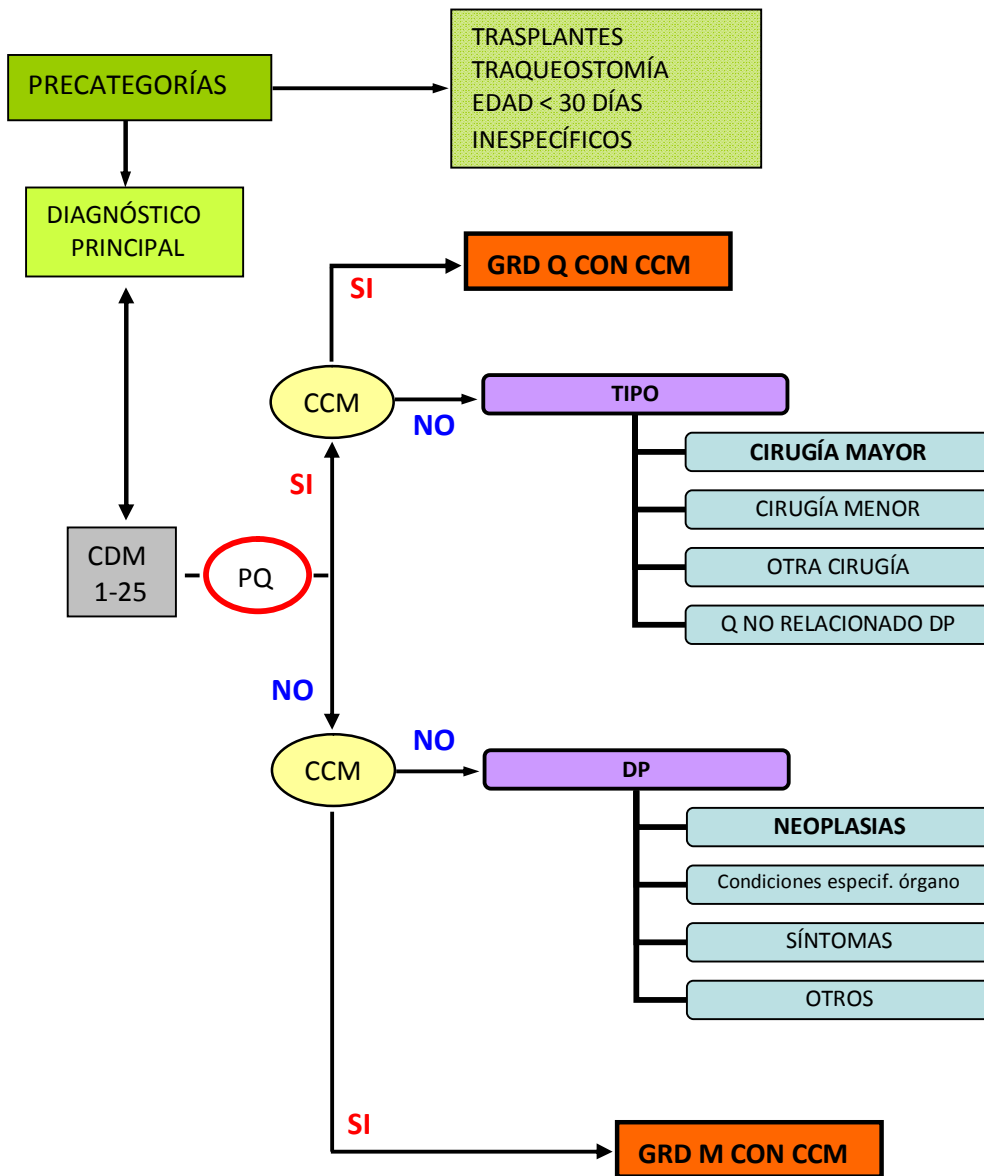 PRECATEGORÍAS
TRASPLANTES
TRAQUEOSTOMÍA
EDAD < 30 DÍAS
INESPECÍFICOS
DIAGNÓSTICO
PRINCIPAL
GRD Q CON CCM
SI
CCM
NO
TIPO
CIRUGÍA MAYOR
SI
CIRUGÍA MENOR
OTRA CIRUGÍA
CDM
1-25
PQ
Q NO RELACIONADO DP
NO
CCM
NO
DP
NEOPLASIAS
Condiciones especif. órgano
SÍNTOMAS
OTROS
SI
GRD M CON CCM